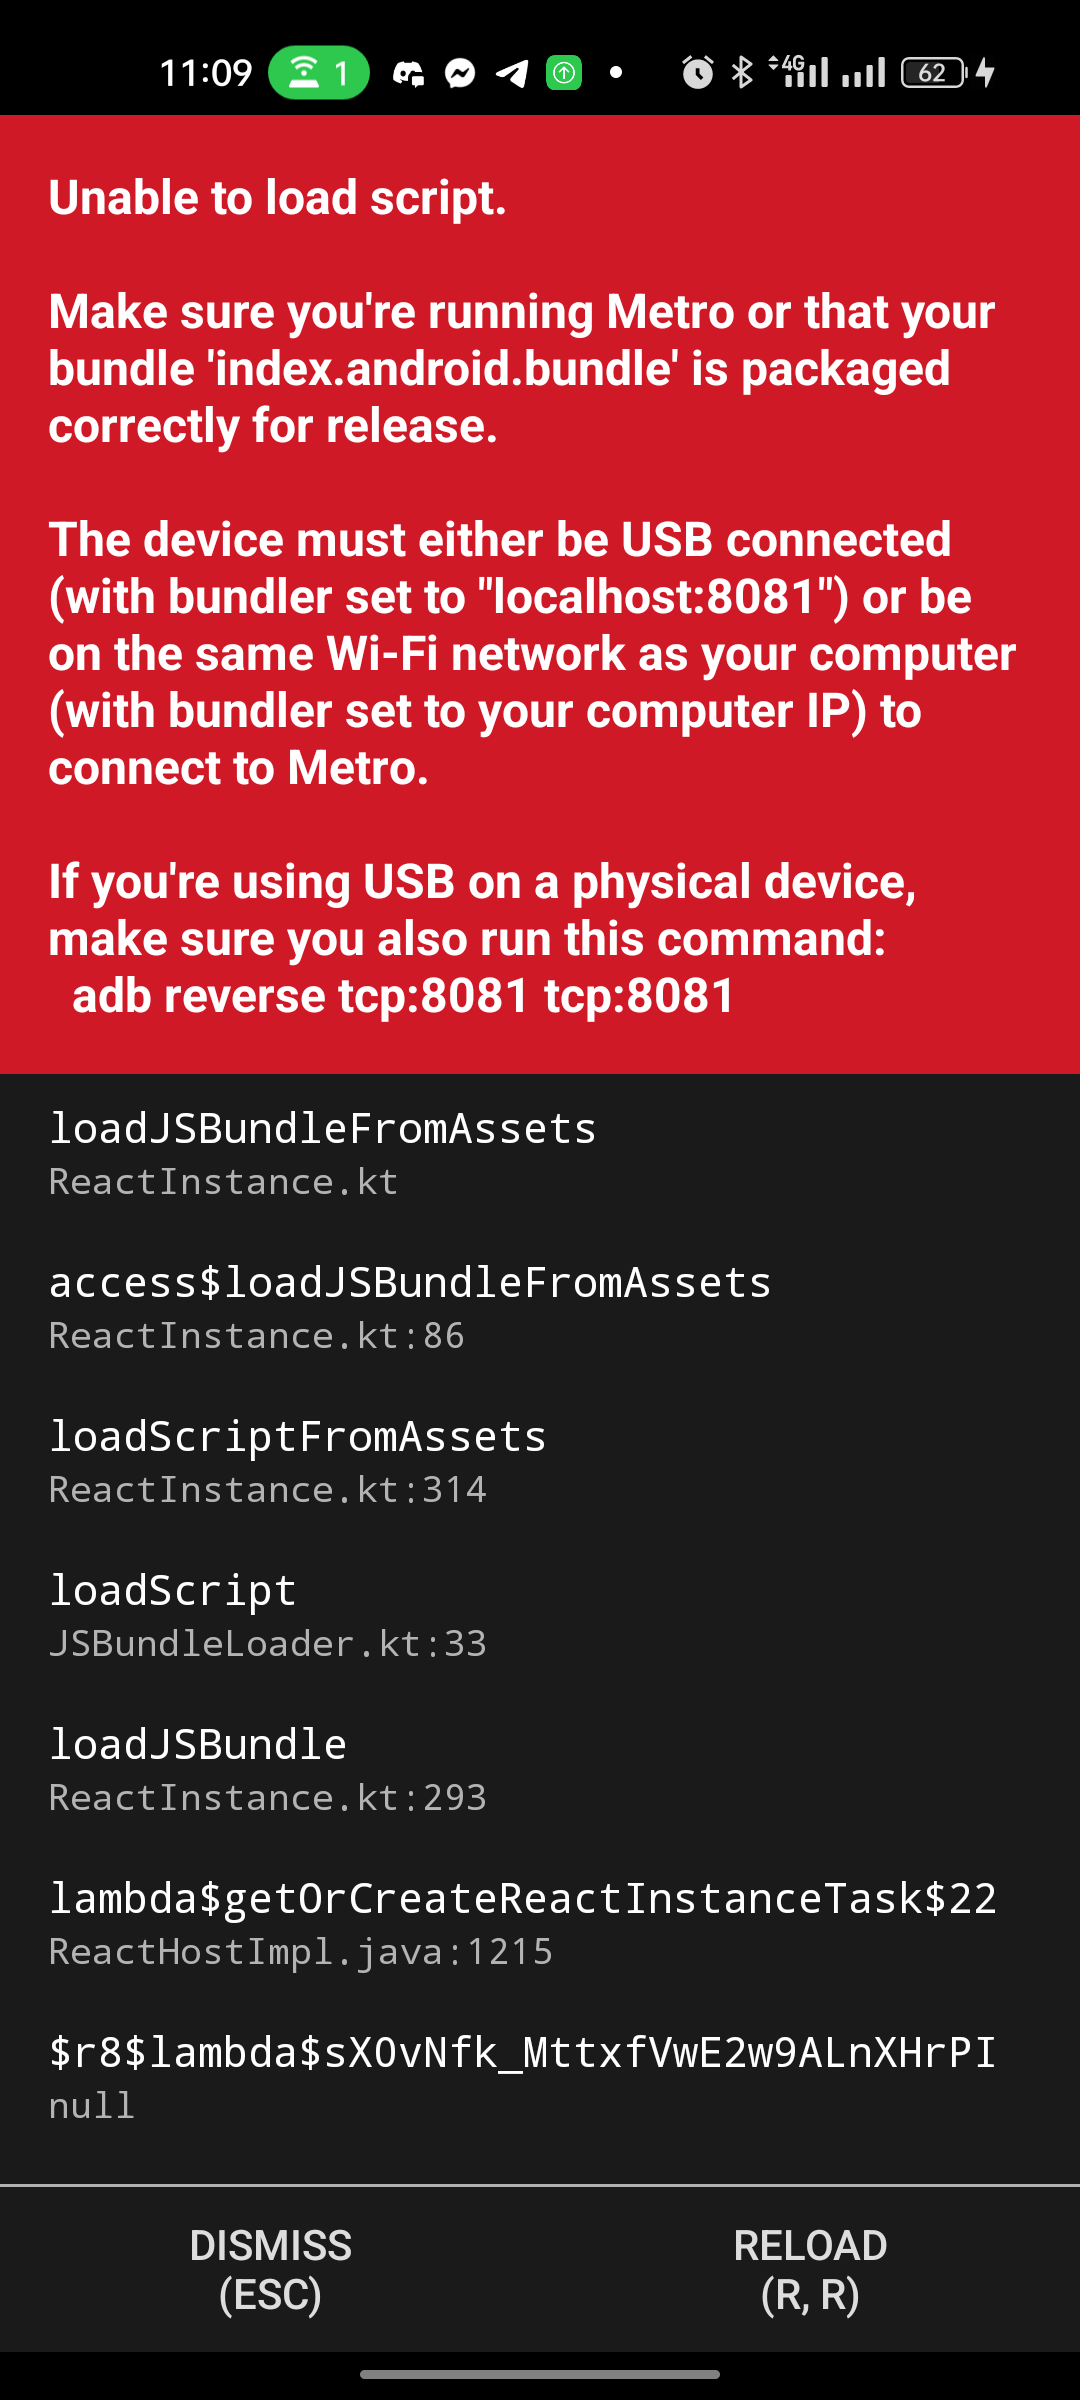 11:09
1
4G
62
Unable to load script.
Make sure you're running Metro or that your
bundle 'index.android.bundle' is packaged
correctly for release.
The device must either be USB connected
(with bundler set to "localhost:8081") or be
on the same Wi-Fi network as your computer
(with bundler set to your computer IP) to
connect to Metro.
If you're using USB on a physical device,
make sure you also run this command:
adb reverse tcp:8081 tcp:8081
loadJSBundleFromAssets
ReactInstance.kt
access$loadJSBundleFromAssets
ReactInstance.kt:86
loadScriptFromAssets
ReactInstance.kt:314
loadScript
JSBundleLoader.kt:33
loadJSBundle
ReactInstance.kt:293
lambda$getOrCreateReactInstanceTask$22
ReactHostImpl.java:1215
$r8$lambda$sX0vNfk_MttxfVwE2w9ALnXHrPI
null
DISMISS
(ESC)
RELOAD
(R, R)